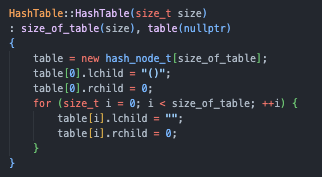 HashTable::HashTable(size_t size)
: size_of_table(size), table(nullptr)
{
    table = new hash_node_t[size_of_table];
    table[0].lchild = "()";
    table[0].rchild = 0;
    for (size_t i = 0; i < size_of_table; ++i) {
        table[i].lchild = "";
        table[i].rchild = 0;
    }
}